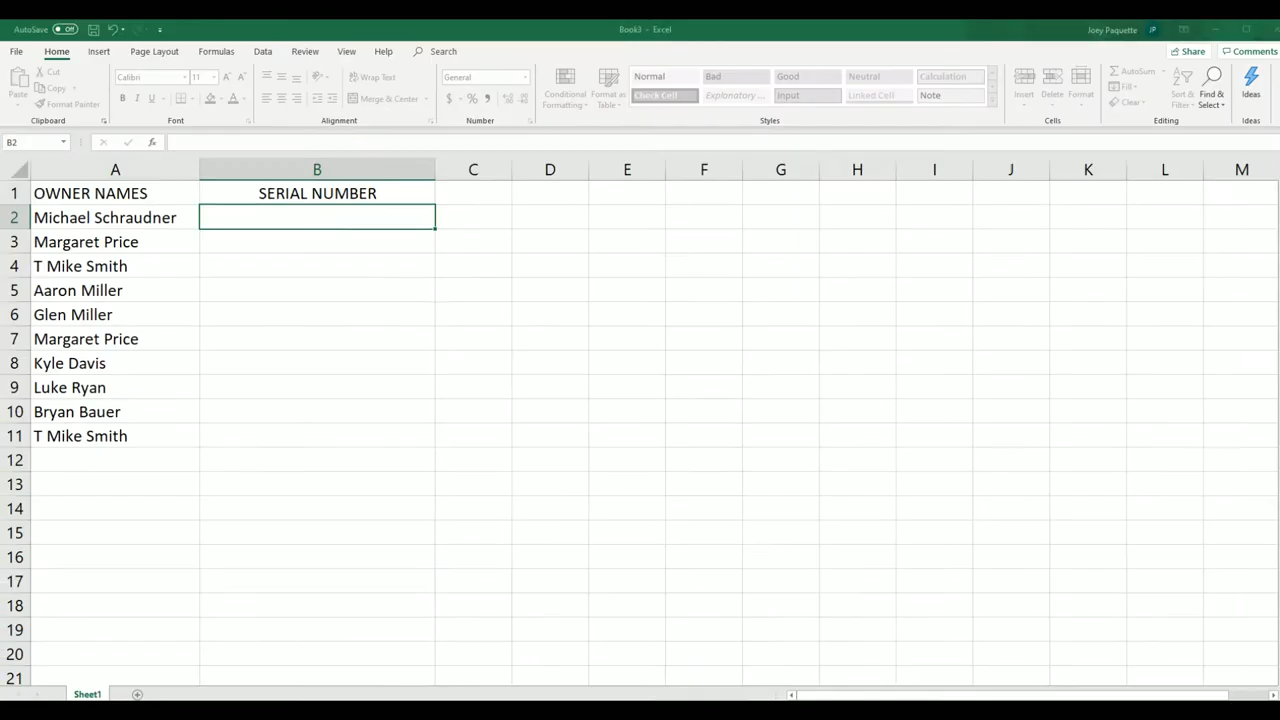 AutoSave Off Book3 - Excel Joey Paquette JP
File Home Insert Page Layout Formulas Data Review View Help Search Share Comments
Paste Cut Copy Format Painter Clipboard
Calibri 11 A A B I U A Font
Wrap Text Merge & Center Alignment
General $ % , Number
Conditional Formatting Format as Table Normal Bad Good Neutral Calculation
Check Cell Explanatory ... Input Linked Cell Note Styles
Insert Delete Format Cells
AutoSum Fill Clear Sort & Filter Find & Select Editing
Ideas Ideas
B2 fx
A B C D E F G H I J K L M
1 OWNER NAMES SERIAL NUMBER
2 Michael Schraudner
3 Margaret Price
4 T Mike Smith
5 Aaron Miller
6 Glen Miller
7 Margaret Price
8 Kyle Davis
9 Luke Ryan
10 Bryan Bauer
11 T Mike Smith
12
13
14
15
16
17
18
19
20
21
Sheet1